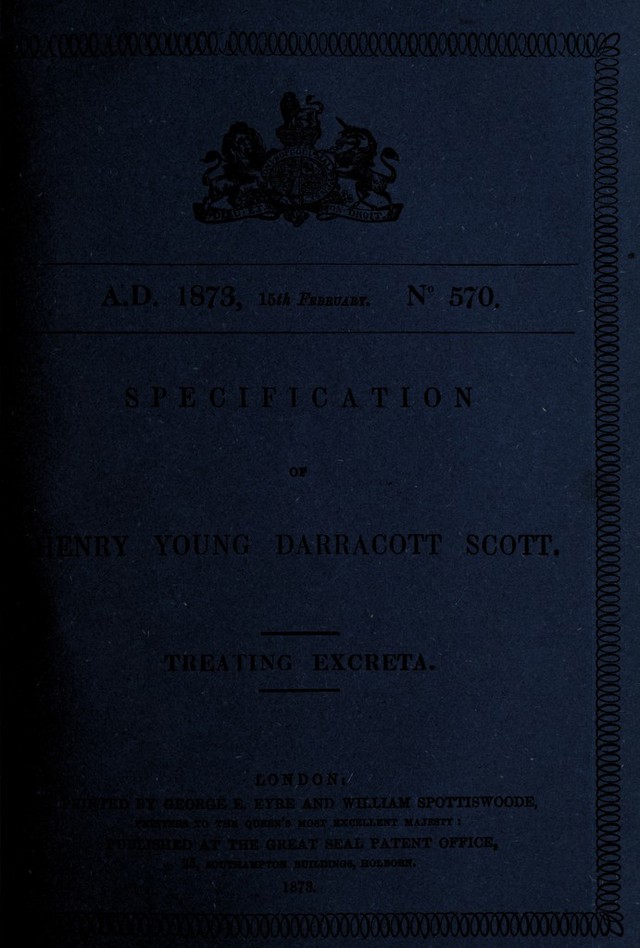 A.D. 1873, 15th FEBRUARY. No 570.
SPECIFICATION
OF
HENRY YOUNG DARRACOTT SCOTT.
TREATING EXCRETA.
LONDON:
PRINTED BY GEORGE E. EYRE AND WILLIAM SPOTTISWOODE,
PRINTERS TO THE QUEEN'S MOST EXCELLENT MAJESTY:
PUBLISHED AT THE GREAT SEAL PATENT OFFICE,
25, SOUTHAMPTON BUILDINGS, HOLBORN.
1873.